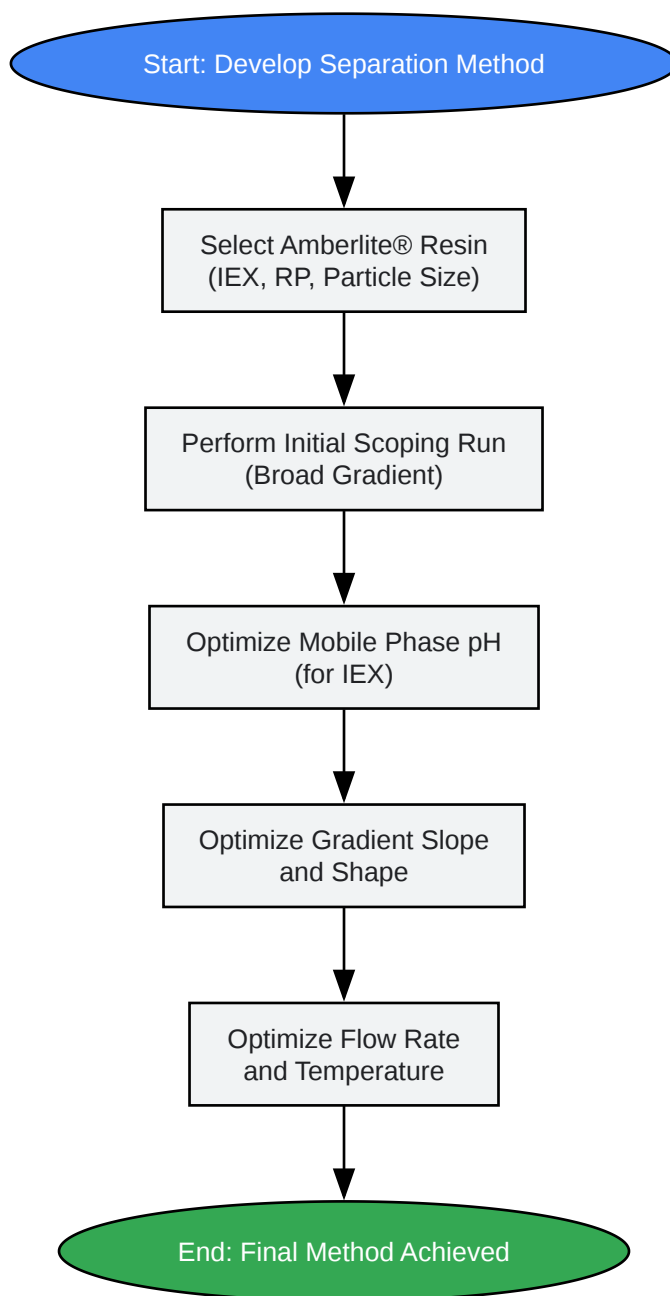 Start: Develop Separation Method
Select Amberlite® Resin
(IEX, RP, Particle Size)
Perform Initial Scoping Run
(Broad Gradient)
Optimize Mobile Phase pH
(for IEX)
Optimize Gradient Slope
and Shape
Optimize Flow Rate
and Temperature
End: Final Method Achieved